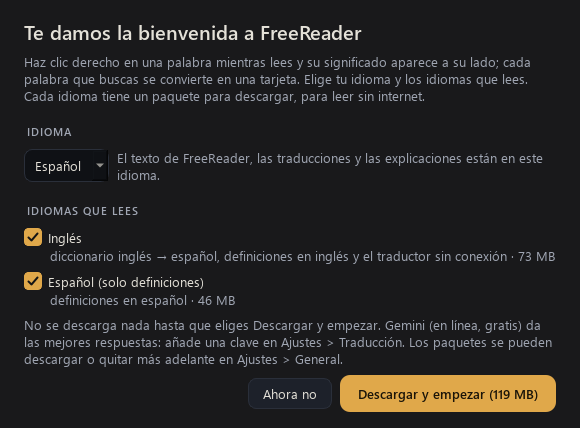 Te damos la bienvenida a FreeReader
Haz clic derecho en una palabra mientras lees y su significado aparece a su lado; cada
palabra que buscas se convierte en una tarjeta. Elige tu idioma y los idiomas que lees.
Cada idioma tiene un paquete para descargar, para leer sin internet.
IDIOMA
Español
El texto de FreeReader, las traducciones y las explicaciones están en este
idioma.
IDIOMAS QUE LEES
Inglés
diccionario inglés → español, definiciones en inglés y el traductor sin conexión · 73 MB
Español (solo definiciones)
definiciones en español · 46 MB
No se descarga nada hasta que eliges Descargar y empezar. Gemini (en línea, gratis) da
las mejores respuestas: añade una clave en Ajustes > Traducción. Los paquetes se pueden
descargar o quitar más adelante en Ajustes > General.
Ahora no
Descargar y empezar (119 MB)